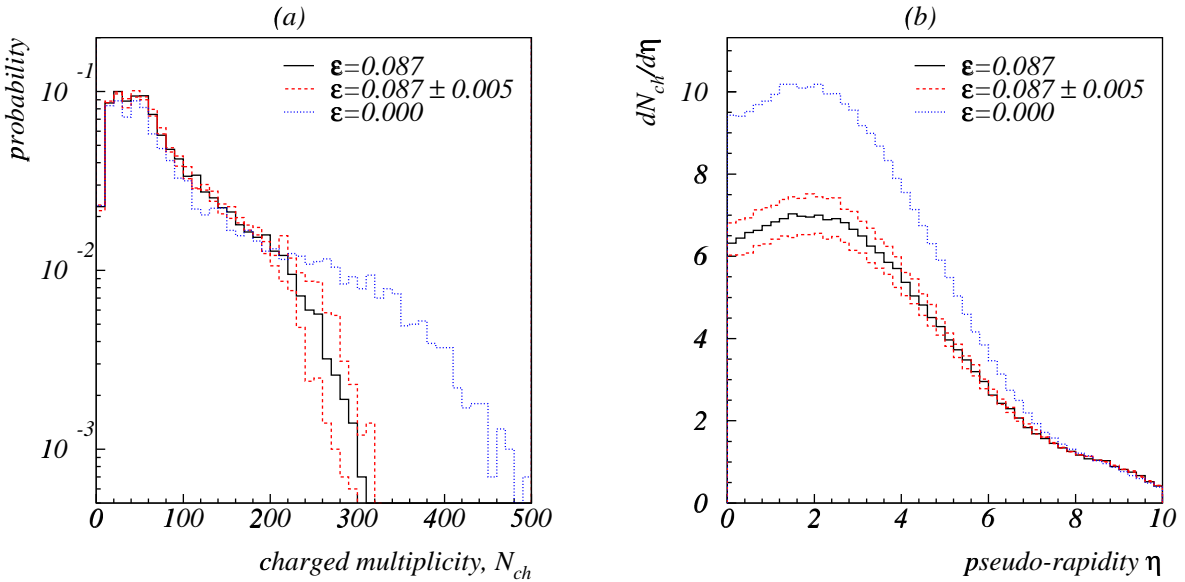 (a)
probability
10 -1
10 -2
10 -3
ε=0.087
ε=0.087 ± 0.005
ε=0.000
0 100 200 300 400 500
charged multiplicity, N_ch
(b)
dN_ch/dη
10
8
6
4
2
0
ε=0.087
ε=0.087 ± 0.005
ε=0.000
0 2 4 6 8 10
pseudo-rapidity η